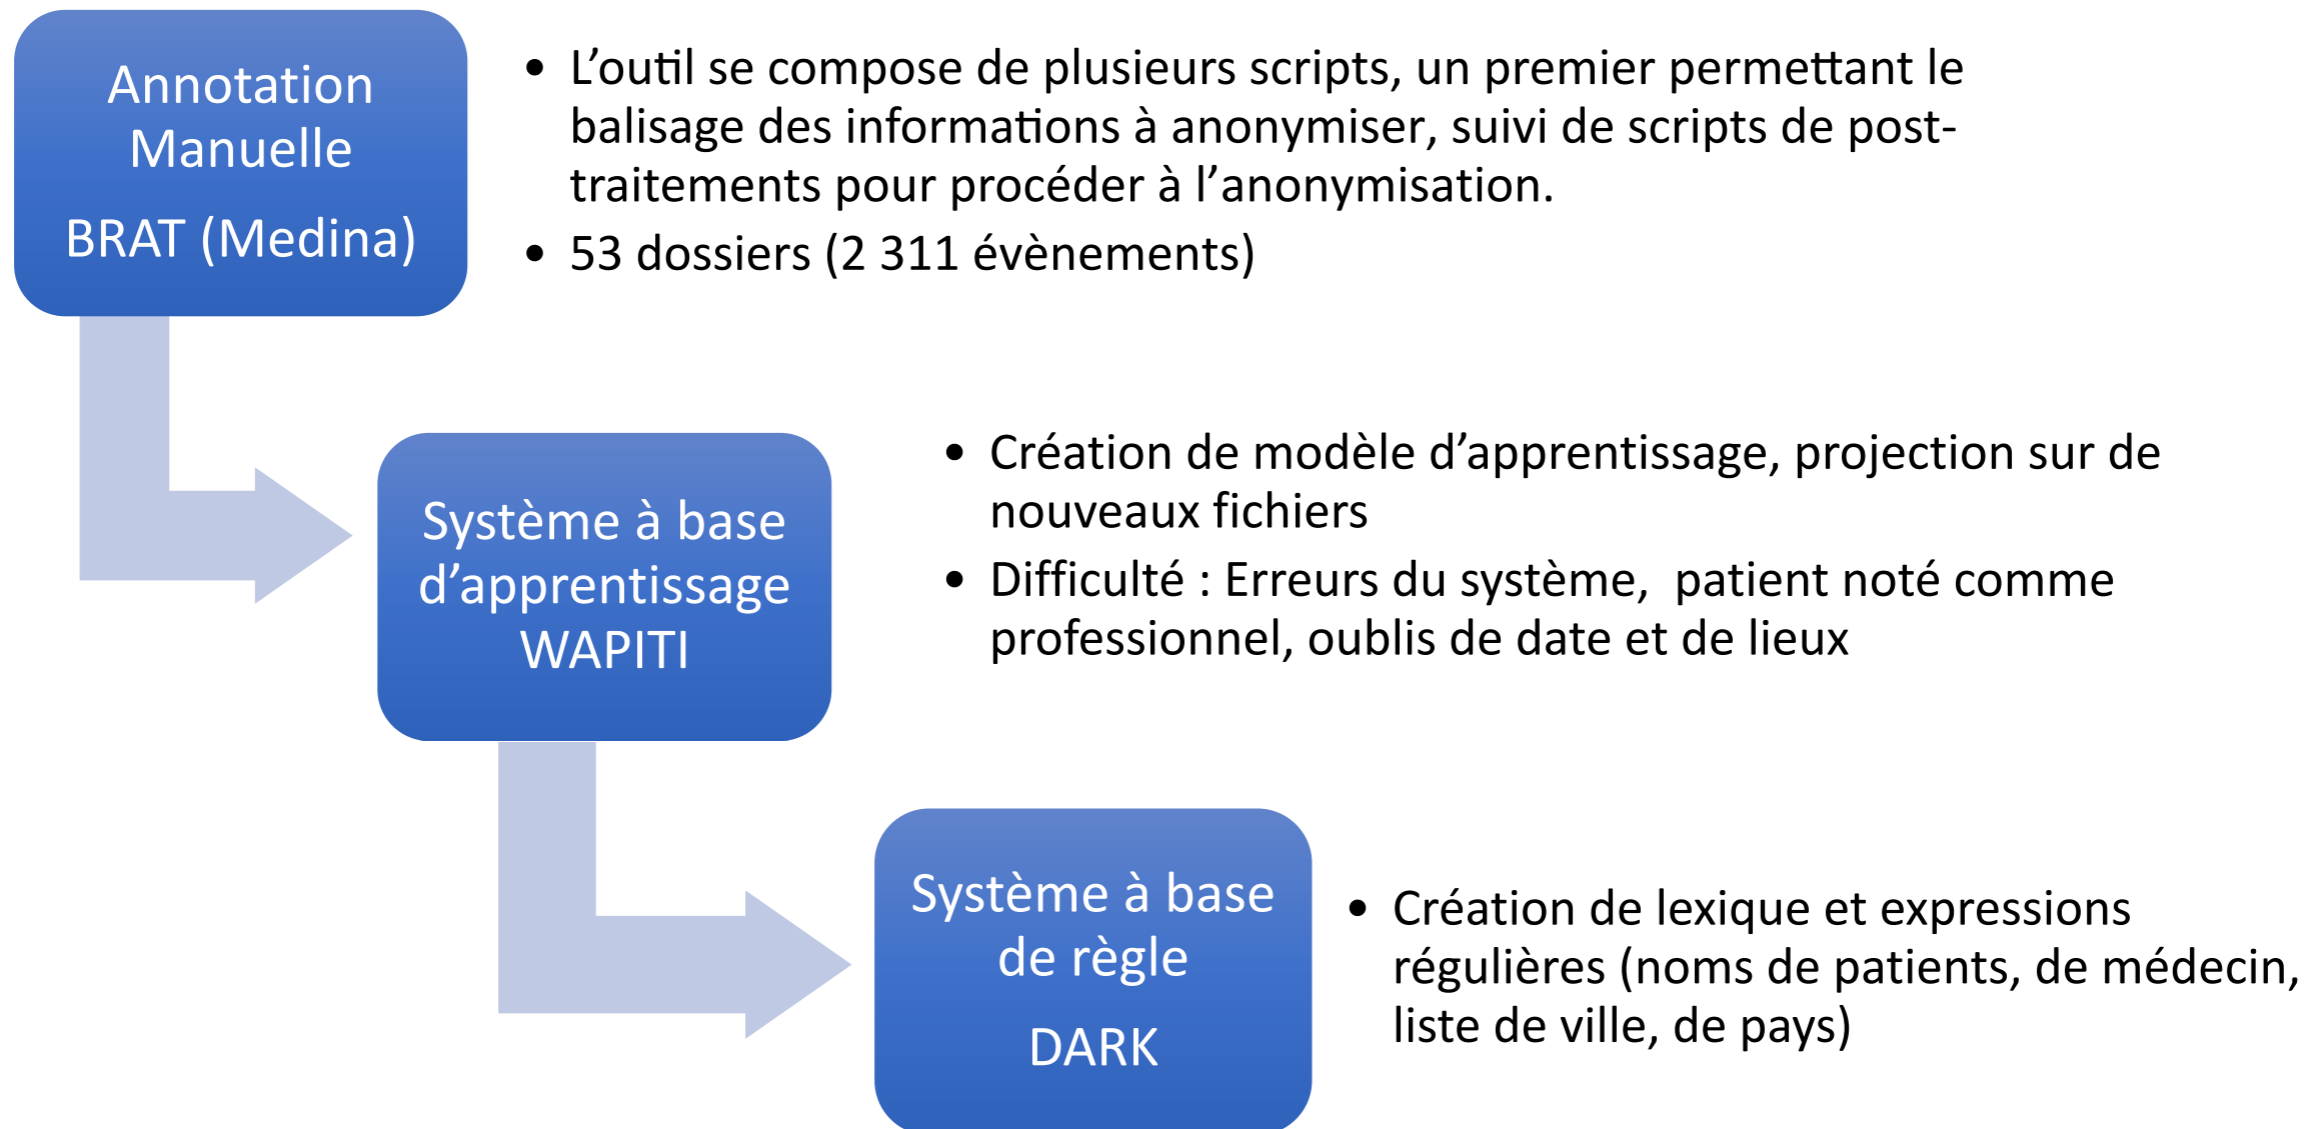 Annotation
Manuelle
BRAT (Medina)
• L’outil se compose de plusieurs scripts, un premier permettant le
balisage des informations à anonymiser, suivi de scripts de post-
traitements pour procéder à l’anonymisation.
• 53 dossiers (2 311 évènements)
Système à base
d’apprentissage
WAPITI
• Création de modèle d’apprentissage, projection sur de
nouveaux fichiers
• Difficulté : Erreurs du système,  patient noté comme
professionnel, oublis de date et de lieux
Système à base
de règle
DARK
• Création de lexique et expressions
régulières (noms de patients, de médecin,
liste de ville, de pays)